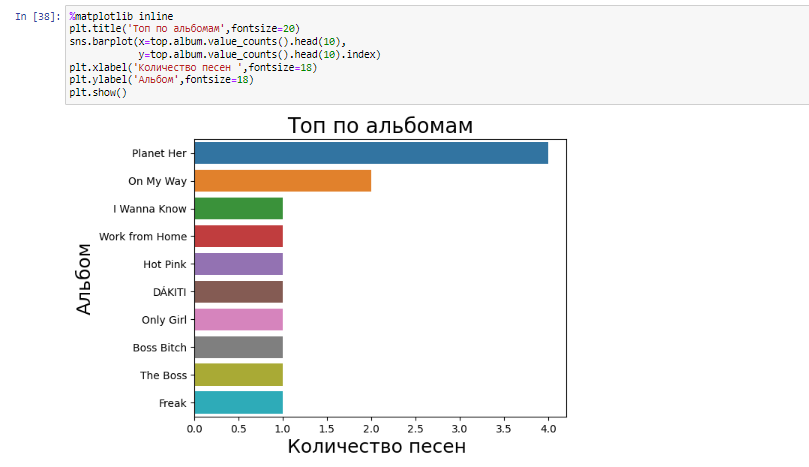 In [38]: %matplotlib inline
plt.title('Топ по альбомам',fontsize=20)
sns.barplot(x=top.album.value_counts().head(10),
y=top.album.value_counts().head(10).index)
plt.xlabel('Количество песен ',fontsize=18)
plt.ylabel('Альбом',fontsize=18)
plt.show()
Топ по альбомам
Planet Her
On My Way
I Wanna Know
Work from Home
Hot Pink
DÁKITI
Only Girl
Boss Bitch
The Boss
Freak
Альбом
0.0 0.5 1.0 1.5 2.0 2.5 3.0 3.5 4.0
Количество песен